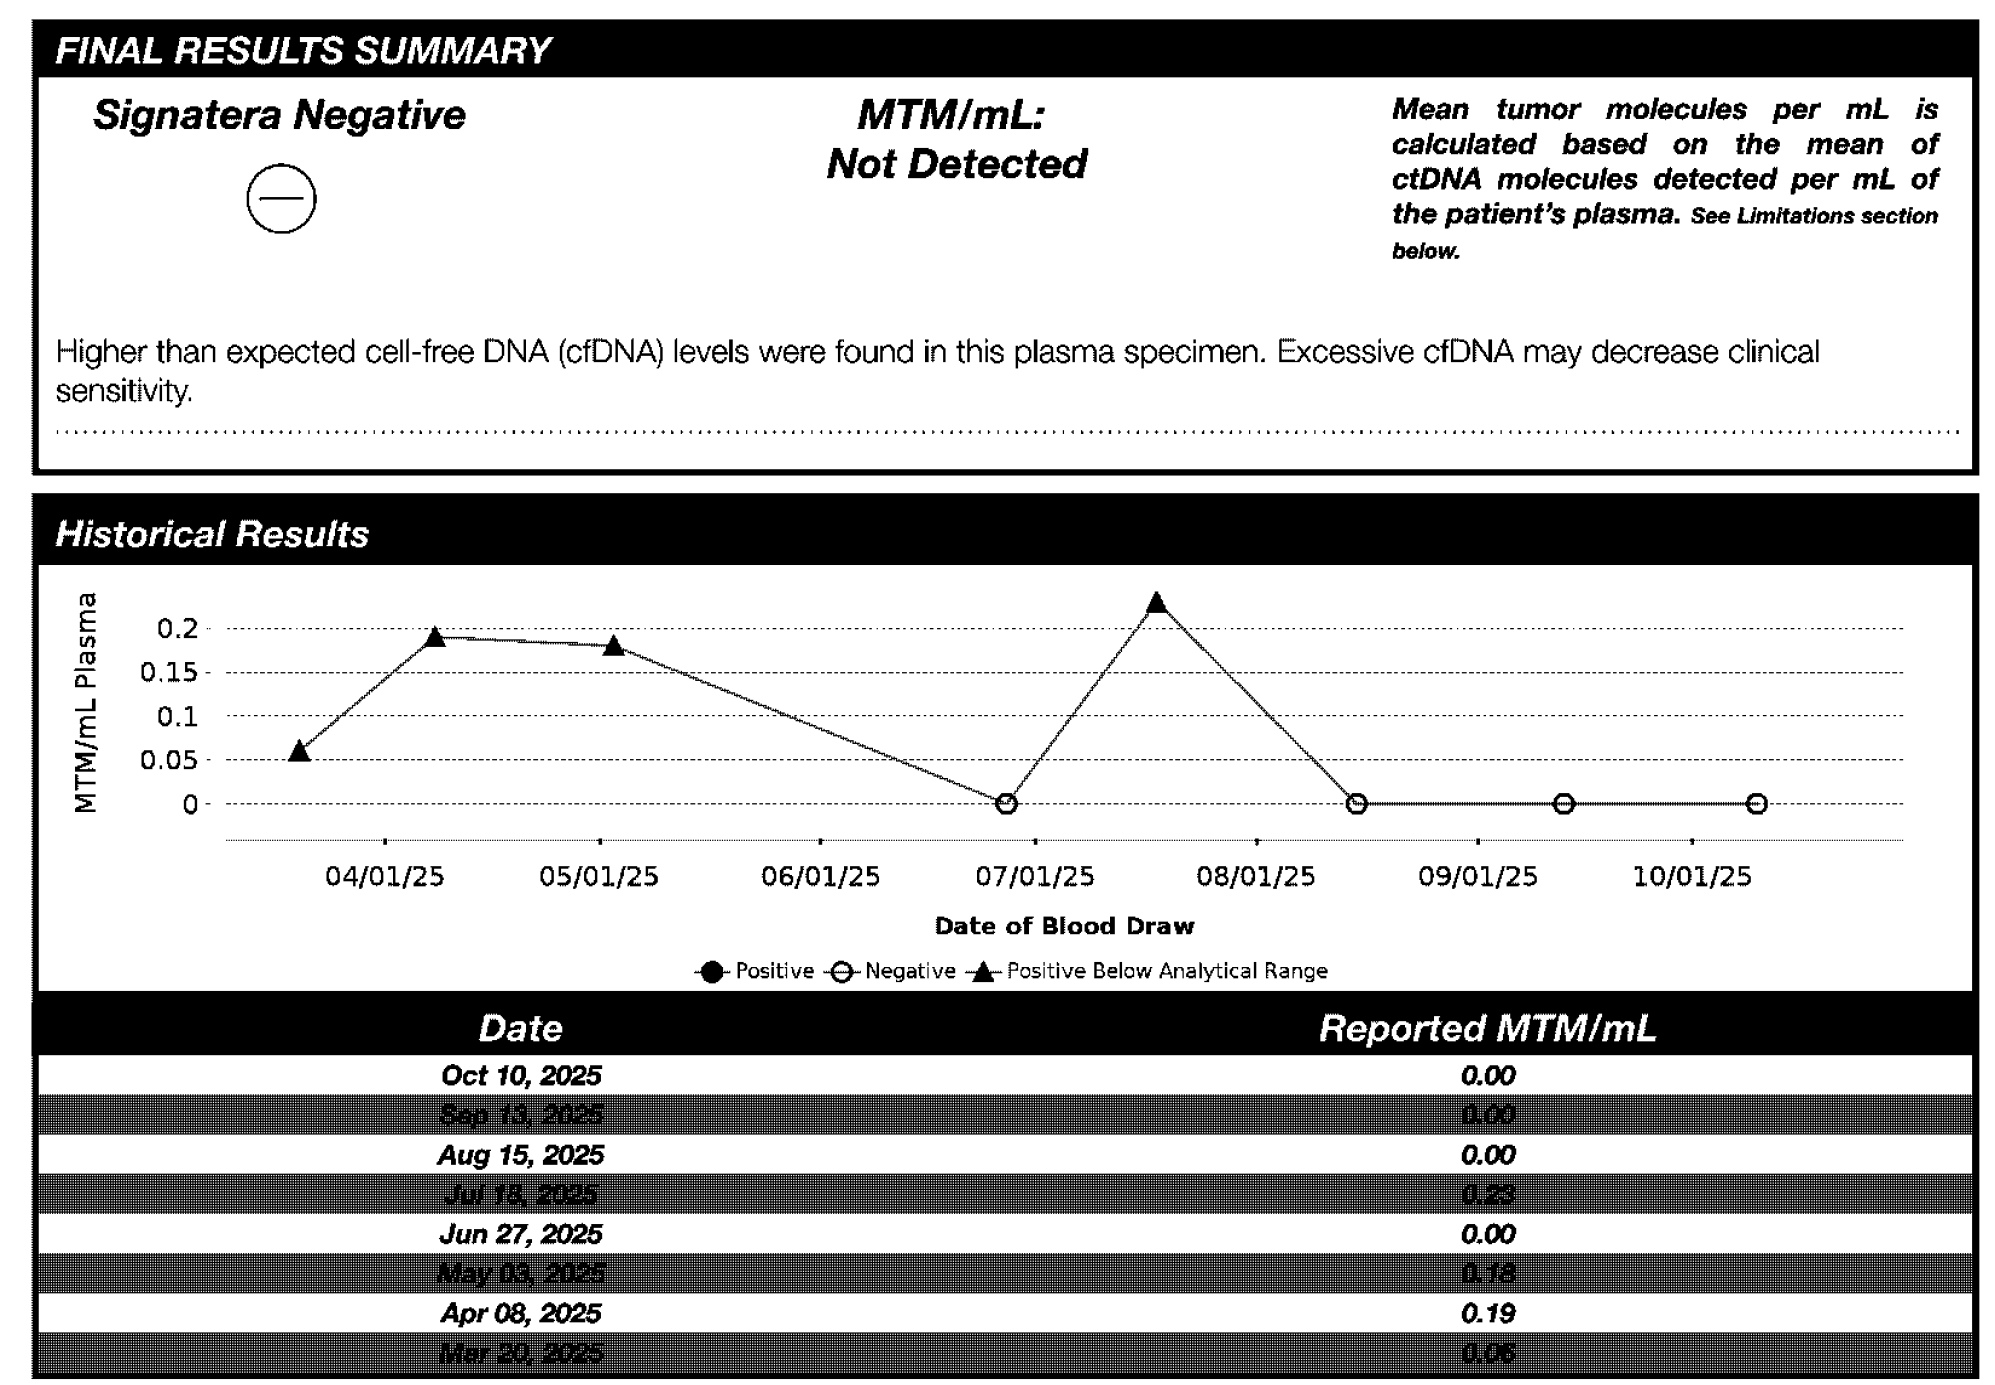 FINAL RESULTS SUMMARY
Signatera Negative
MTM/mL:
Not Detected
Mean tumor molecules per mL is
calculated based on the mean of
ctDNA molecules detected per mL of
the patient's plasma. See Limitations section
below.
Higher than expected cell-free DNA (cfDNA) levels were found in this plasma specimen. Excessive cfDNA may decrease clinical
sensitivity.
Historical Results
MTM/mL Plasma
0.2
0.15
0.1
0.05
0
04/01/25 05/01/25 06/01/25 07/01/25 08/01/25 09/01/25 10/01/25
Date of Blood Draw
Positive Negative Positive Below Analytical Range
Date Reported MTM/mL
Oct 10, 2025 0.00
Sep 13, 2025 0.00
Aug 15, 2025 0.00
Jul 18, 2025 0.23
Jun 27, 2025 0.00
May 03, 2025 0.18
Apr 08, 2025 0.19
Mar 20, 2025 0.06